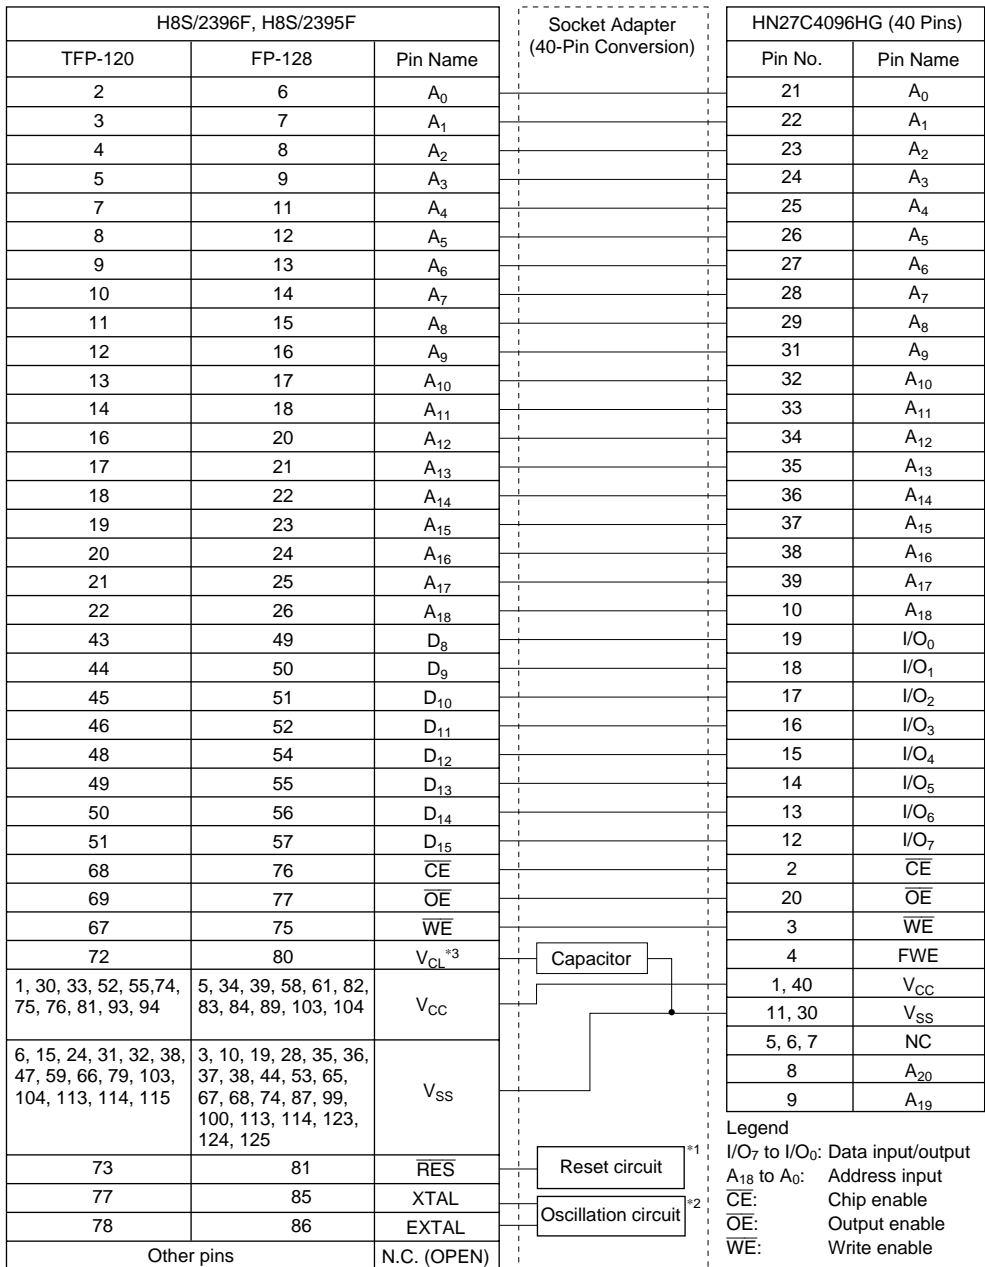 H8S/2396F, H8S/2395F Socket Adapter HN27C4096HG (40 Pins)
TFP-120 FP-128 Pin Name (40-Pin Conversion) Pin No. Pin Name
2 6 A0 21 A0
3 7 A1 22 A1
4 8 A2 23 A2
5 9 A3 24 A3
7 11 A4 25 A4
8 12 A5 26 A5
9 13 A6 27 A6
10 14 A7 28 A7
11 15 A8 29 A8
12 16 A9 31 A9
13 17 A10 32 A10
14 18 A11 33 A11
16 20 A12 34 A12
17 21 A13 35 A13
18 22 A14 36 A14
19 23 A15 37 A15
20 24 A16 38 A16
21 25 A17 39 A17
22 26 A18 10 A18
43 49 D8 19 I/O0
44 50 D9 18 I/O1
45 51 D10 17 I/O2
46 52 D11 16 I/O3
48 54 D12 15 I/O4
49 55 D13 14 I/O5
50 56 D14 13 I/O6
51 57 D15 12 I/O7
68 76 CE 2 CE
69 77 OE 20 OE
67 75 WE 3 WE
72 80 VCL*3 Capacitor 4 FWE
1, 30, 33, 52, 55,74, 5, 34, 39, 58, 61, 82, VCC 1, 40 VCC
75, 76, 81, 93, 94 83, 84, 89, 103, 104 11, 30 VSS
5, 6, 7 NC
6, 15, 24, 31, 32, 38, 3, 10, 19, 28, 35, 36, 8 A20
47, 59, 66, 79, 103, 37, 38, 44, 53, 65, VSS 9 A19
104, 113, 114, 115 67, 68, 74, 87, 99,
100, 113, 114, 123,
124, 125
Legend
73 81 RES Reset circuit *1 I/O7 to I/O0: Data input/output
A18 to A0: Address input
77 85 XTAL Oscillation circuit *2 CE: Chip enable
78 86 EXTAL OE: Output enable
WE: Write enable
Other pins N.C. (OPEN)